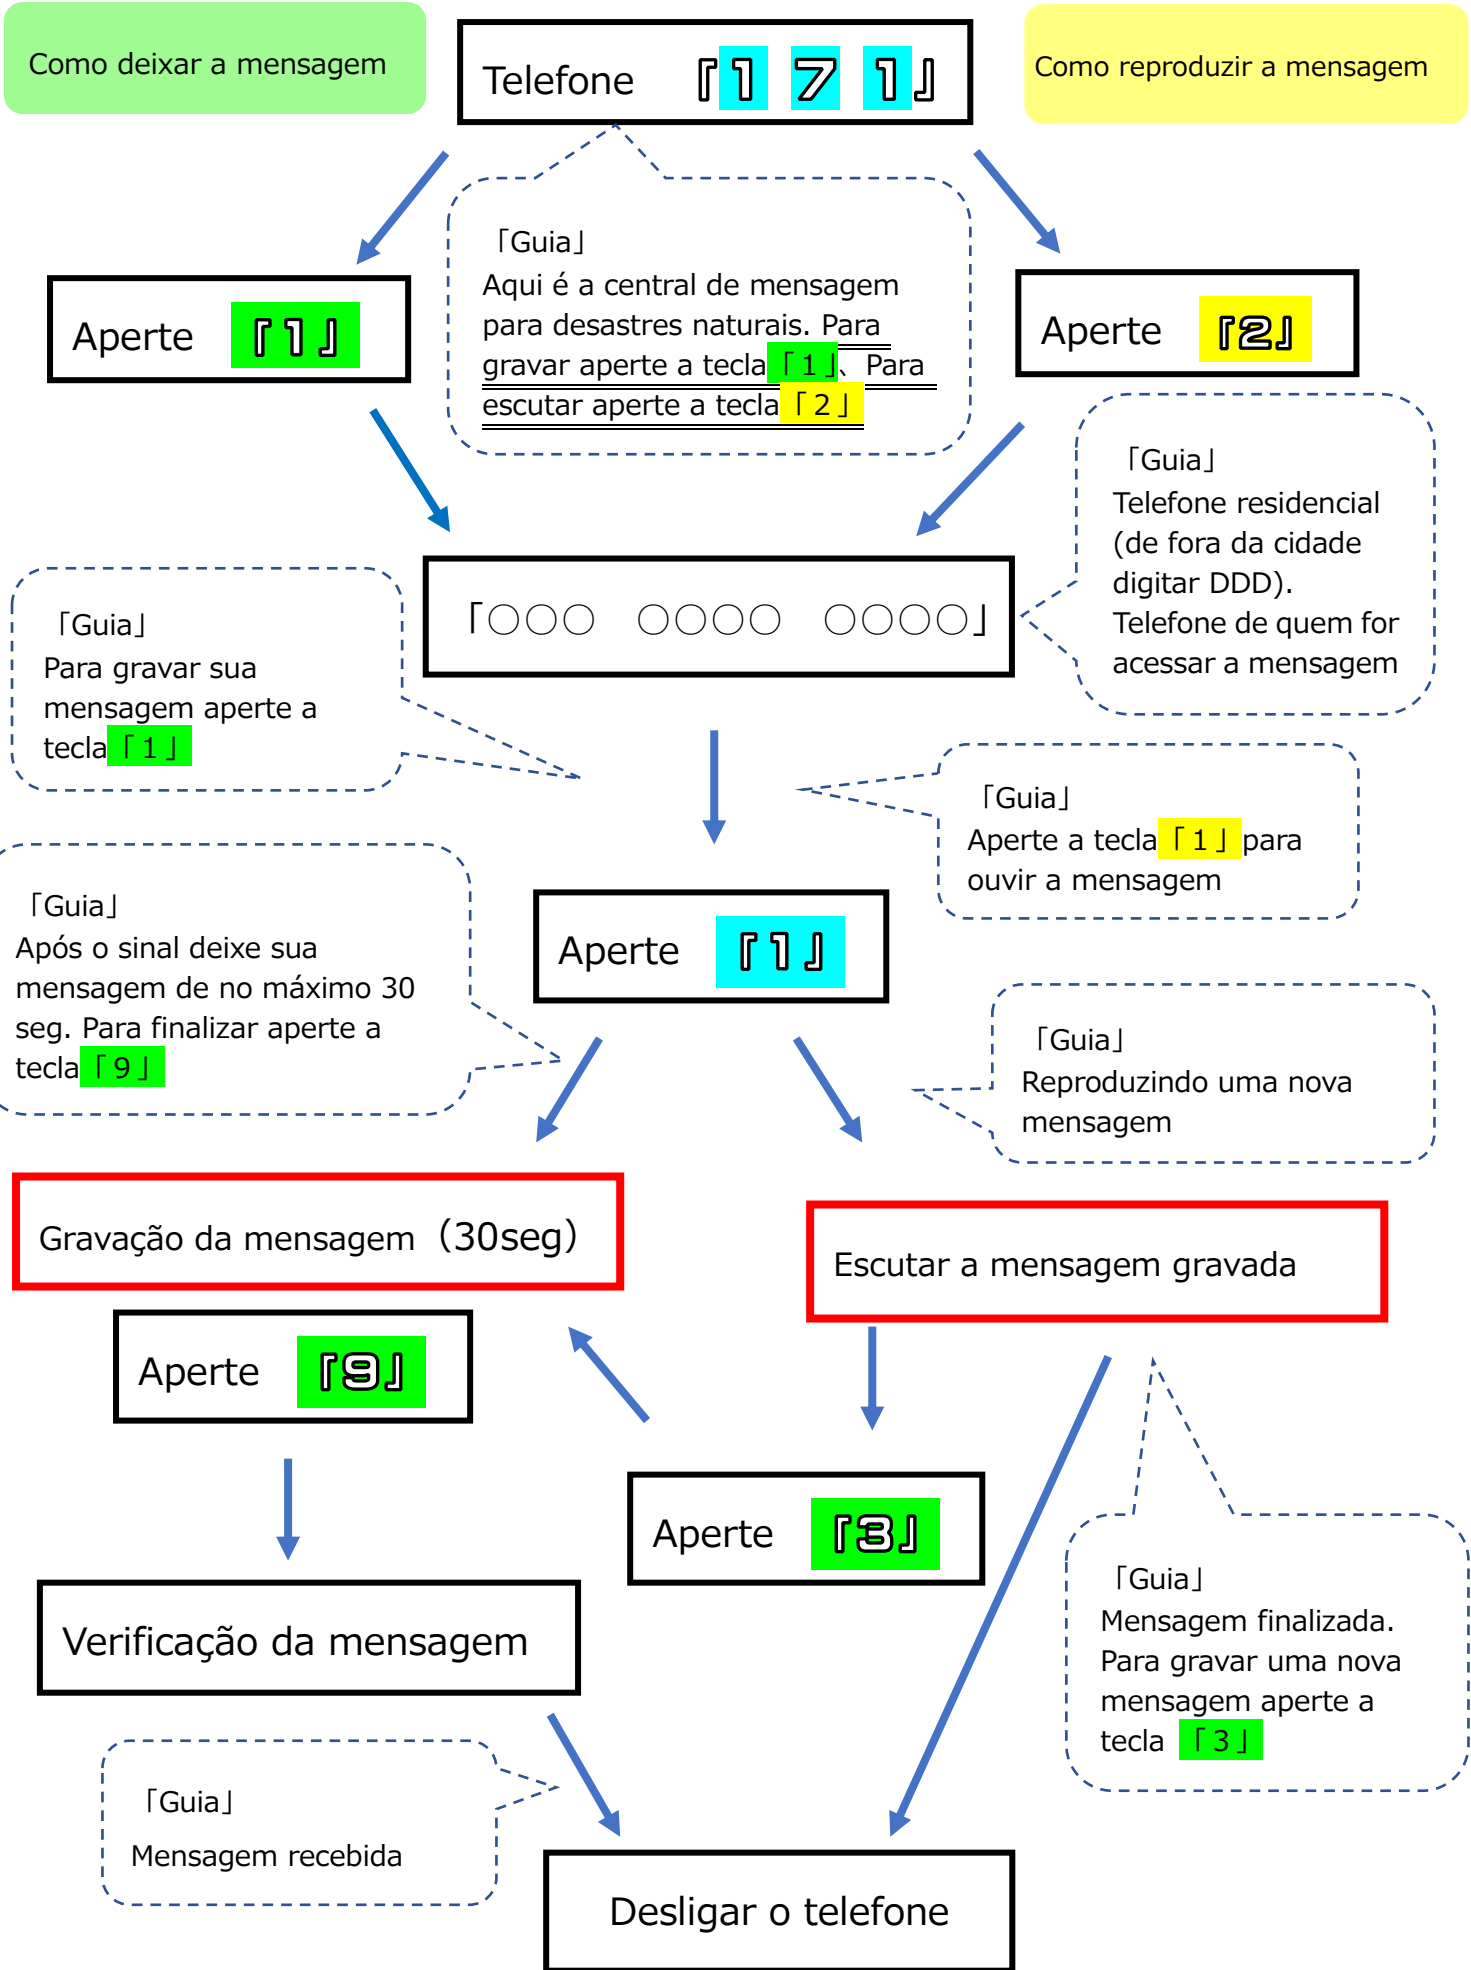 Como deixar a mensagem
Telefone 「1 7 1」
Como reproduzir a mensagem
「Guia」
Aqui é a central de mensagem
para desastres naturais. Para
gravar aperte a tecla「1」、Para
escutar aperte a tecla「2」
Aperte 「1」
Aperte 「2」
「Guia」
Telefone residencial
(de fora da cidade
digitar DDD).
Telefone de quem for
acessar a mensagem
「○○○ ○○○○ ○○○○」
「Guia」
Para gravar sua
mensagem aperte a
tecla「1」
「Guia」
Aperte a tecla「1」para
ouvir a mensagem
Aperte 「1」
「Guia」
Após o sinal deixe sua
mensagem de no máximo 30
seg. Para finalizar aperte a
tecla「9」
「Guia」
Reproduzindo uma nova
mensagem
Gravação da mensagem（30seg）
Escutar a mensagem gravada
Aperte 「9」
Aperte 「3」
「Guia」
Mensagem finalizada.
Para gravar uma nova
mensagem aperte a
tecla 「3」
Verificação da mensagem
「Guia」
Mensagem recebida
Desligar o telefone